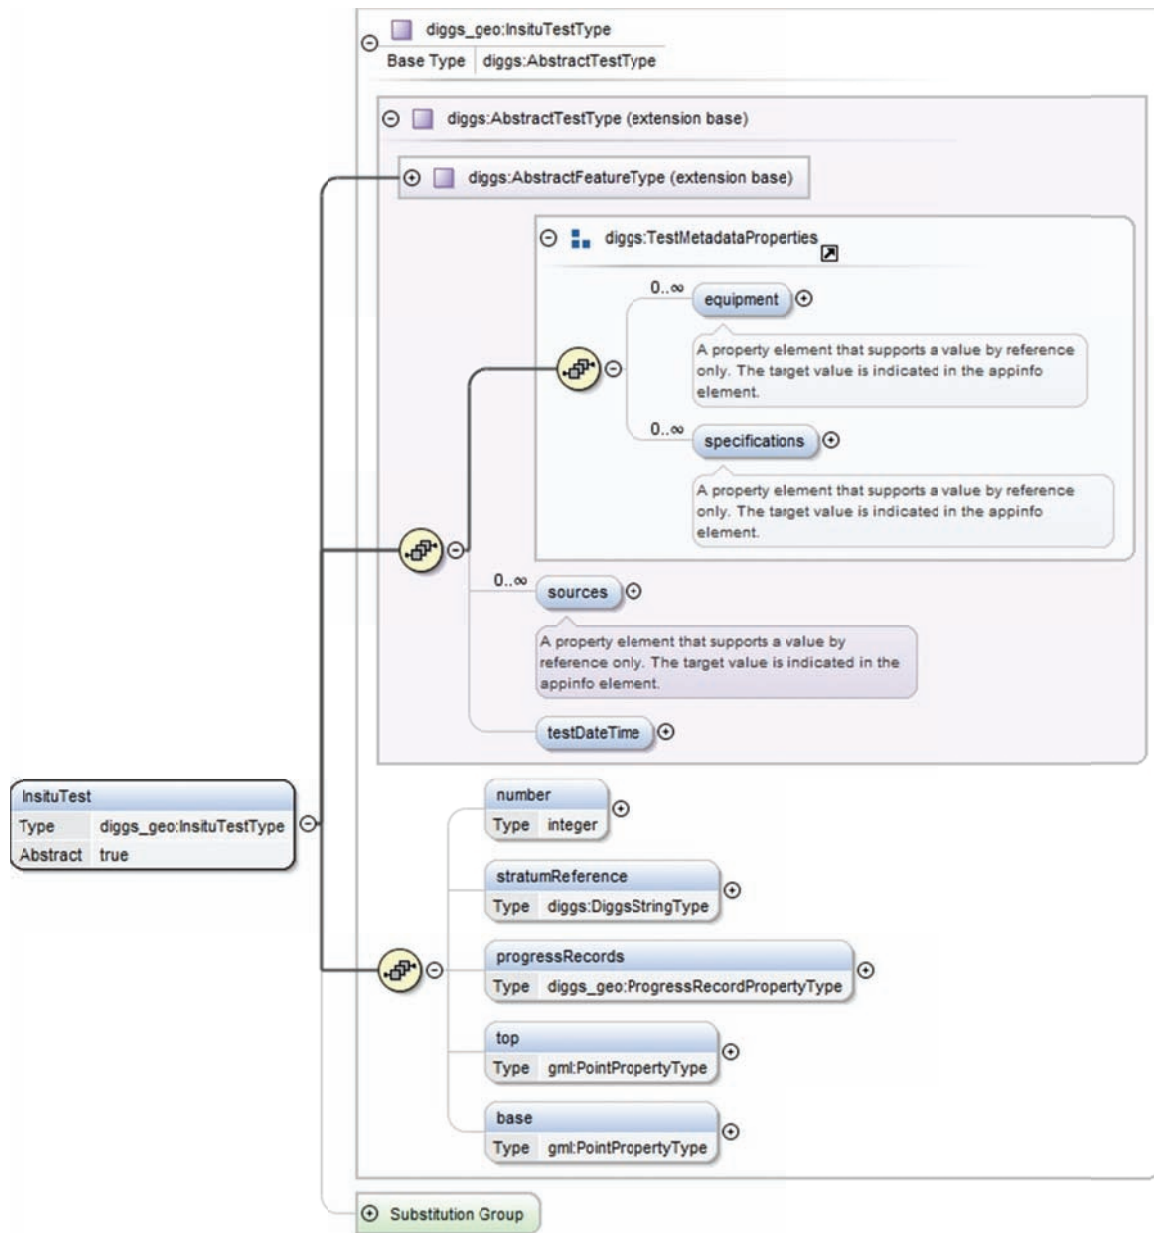 diggs_geo:InsituTestType
Base Type diggs:AbstractTestType
diggs:AbstractTestType (extension base)
diggs:AbstractFeatureType (extension base)
diggs:TestMetadataProperties
0..∞
equipment
A property element that supports a value by reference
only. The target value is indicated in the appinfo
element.
0..∞
specifications
A property element that supports a value by reference
only. The target value is indicated in the appinfo
element.
0..∞
sources
A property element that supports a value by
reference only. The target value is indicated in the
appinfo element.
testDateTime
InsituTest
Type diggs_geo:InsituTestType
Abstract true
number
Type integer
stratumReference
Type diggs:DiggsStringType
progressRecords
Type diggs_geo:ProgressRecordPropertyType
top
Type gml:PointPropertyType
base
Type gml:PointPropertyType
Substitution Group